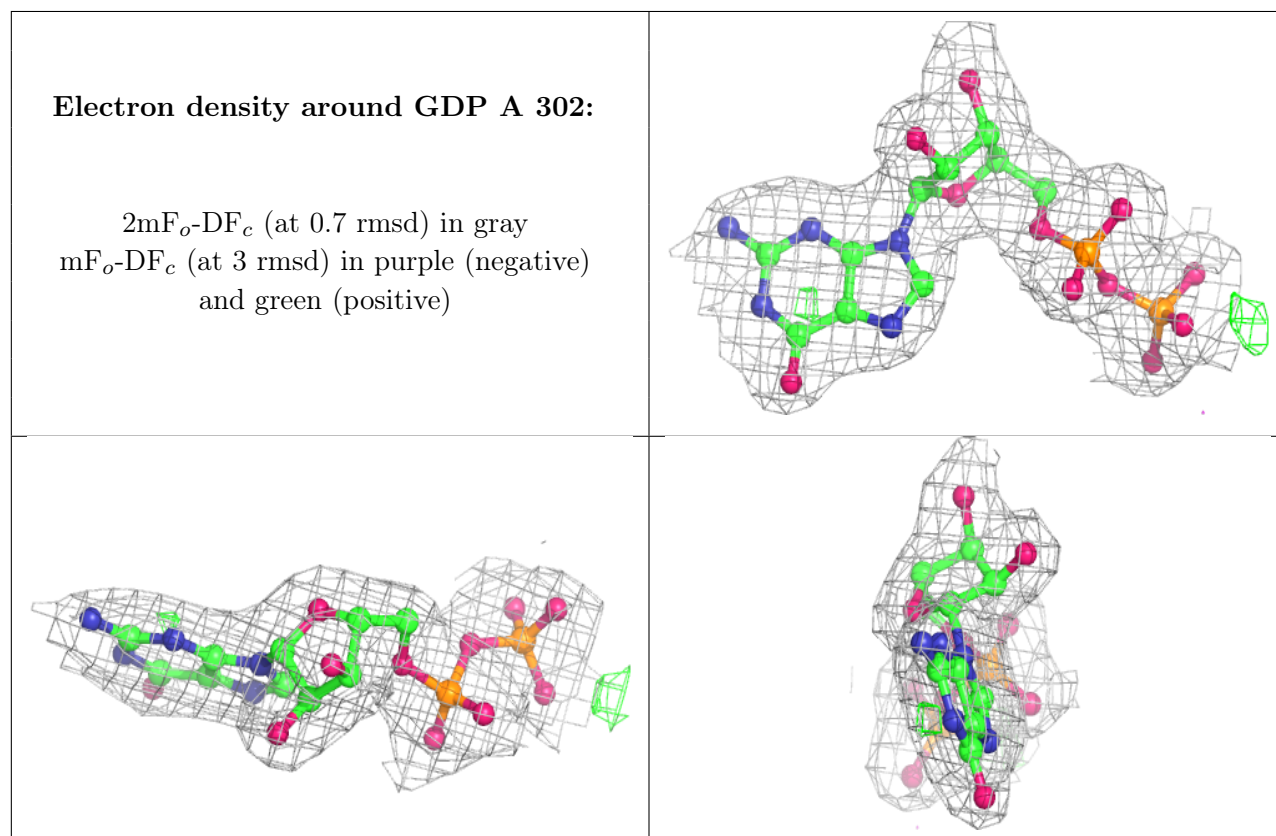 Electron density around GDP A 302:
2mFo-DFc (at 0.7 rmsd) in gray
mFo-DFc (at 3 rmsd) in purple (negative)
and green (positive)